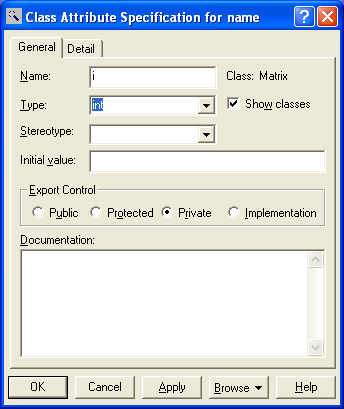 Class Attribute Specification for name
General Detail
Name: i Class: Matrix
Type: int Show classes
Stereotype:
Initial value:
Export Control
Public Protected Private Implementation
Documentation:
OK Cancel Apply Browse Help